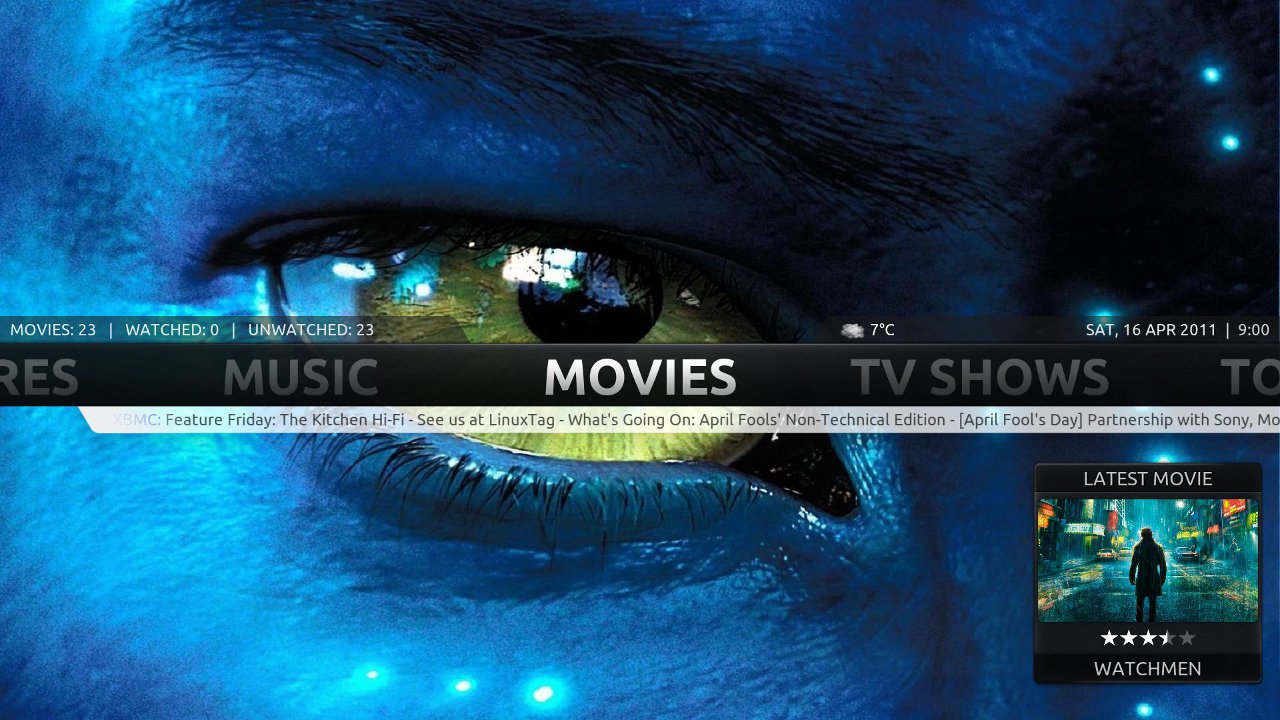 MOVIES: 23 | WATCHED: 0 | UNWATCHED: 23
7°C
SAT, 16 APR 2011 | 9:00
RES MUSIC MOVIES TV SHOWS TO
XBMC: Feature Friday: The Kitchen Hi-Fi - See us at LinuxTag - What's Going On: April Fools' Non-Technical Edition - [April Fool's Day] Partnership with Sony, Mo
LATEST MOVIE
WATCHMEN